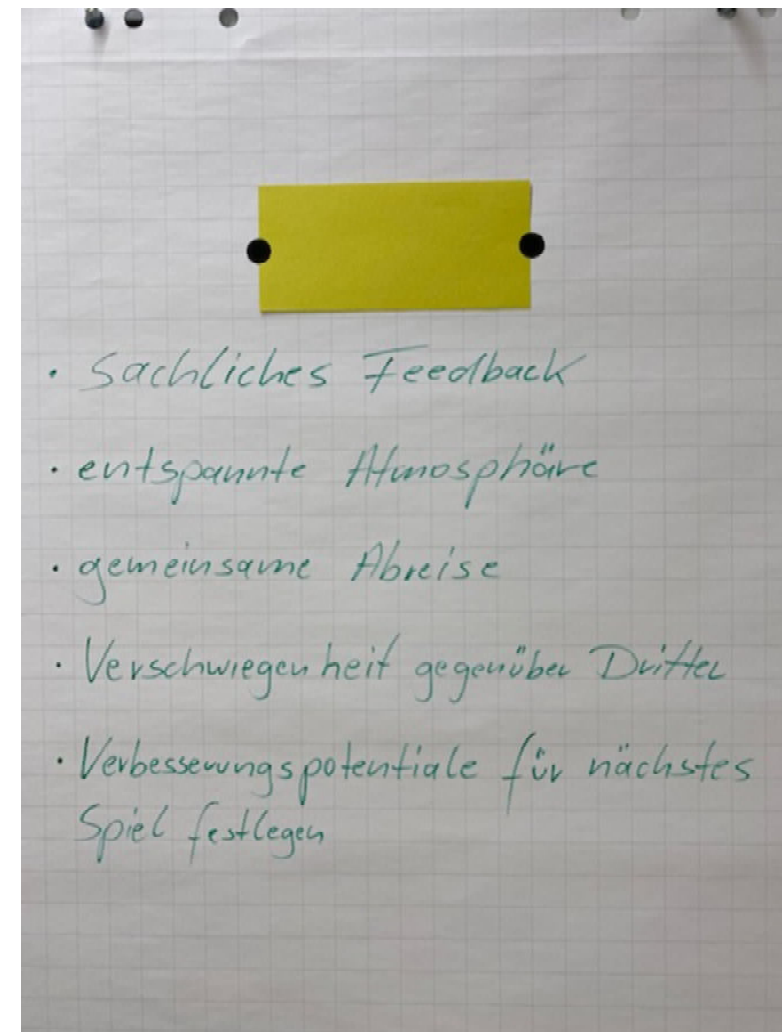 · Sachliches Feedback
· entspannte Atmosphäre
· gemeinsame Abreise
· Verschwiegenheit gegenüber Dritter
· Verbesserungspotentiale für nächstes
Spiel festlegen